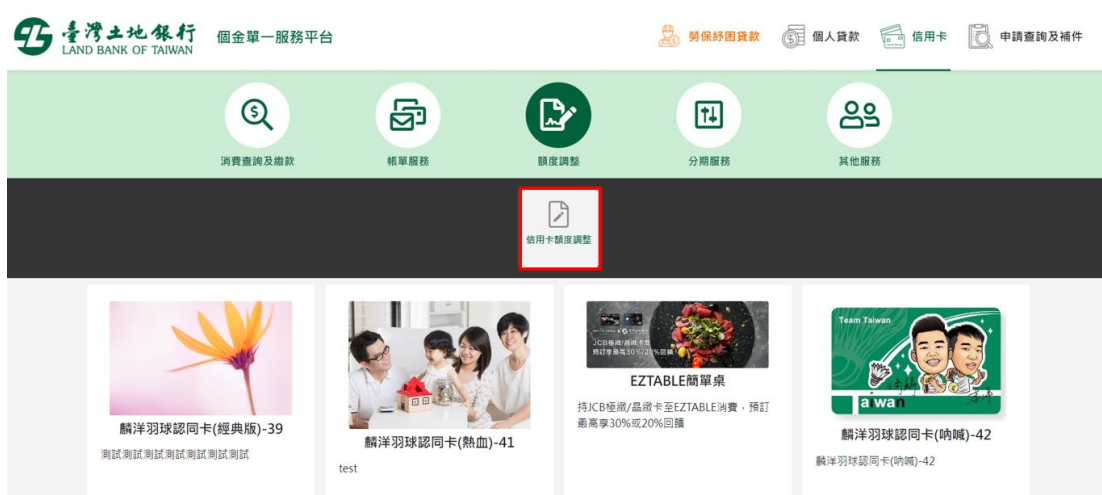 臺灣土地銀行
LAND BANK OF TAIWAN
個金單一服務平台
勞保紓困貸款
個人貸款
信用卡
申請查詢及補件
消費查詢及繳款
帳單服務
額度調整
分期服務
其他服務
信用卡額度調整
麟洋羽球認同卡(經典版)-39
測試測試測試測試測試測試測試
麟洋羽球認同卡(熱血)-41
test
EZTABLE簡單桌
持JCB極緻/晶緻卡至EZTABLE消費，預訂
最高享30%或20%回饋
Team Taiwan
aiwan
麟洋羽球認同卡(吶喊)-42
麟洋羽球認同卡(吶喊)-42